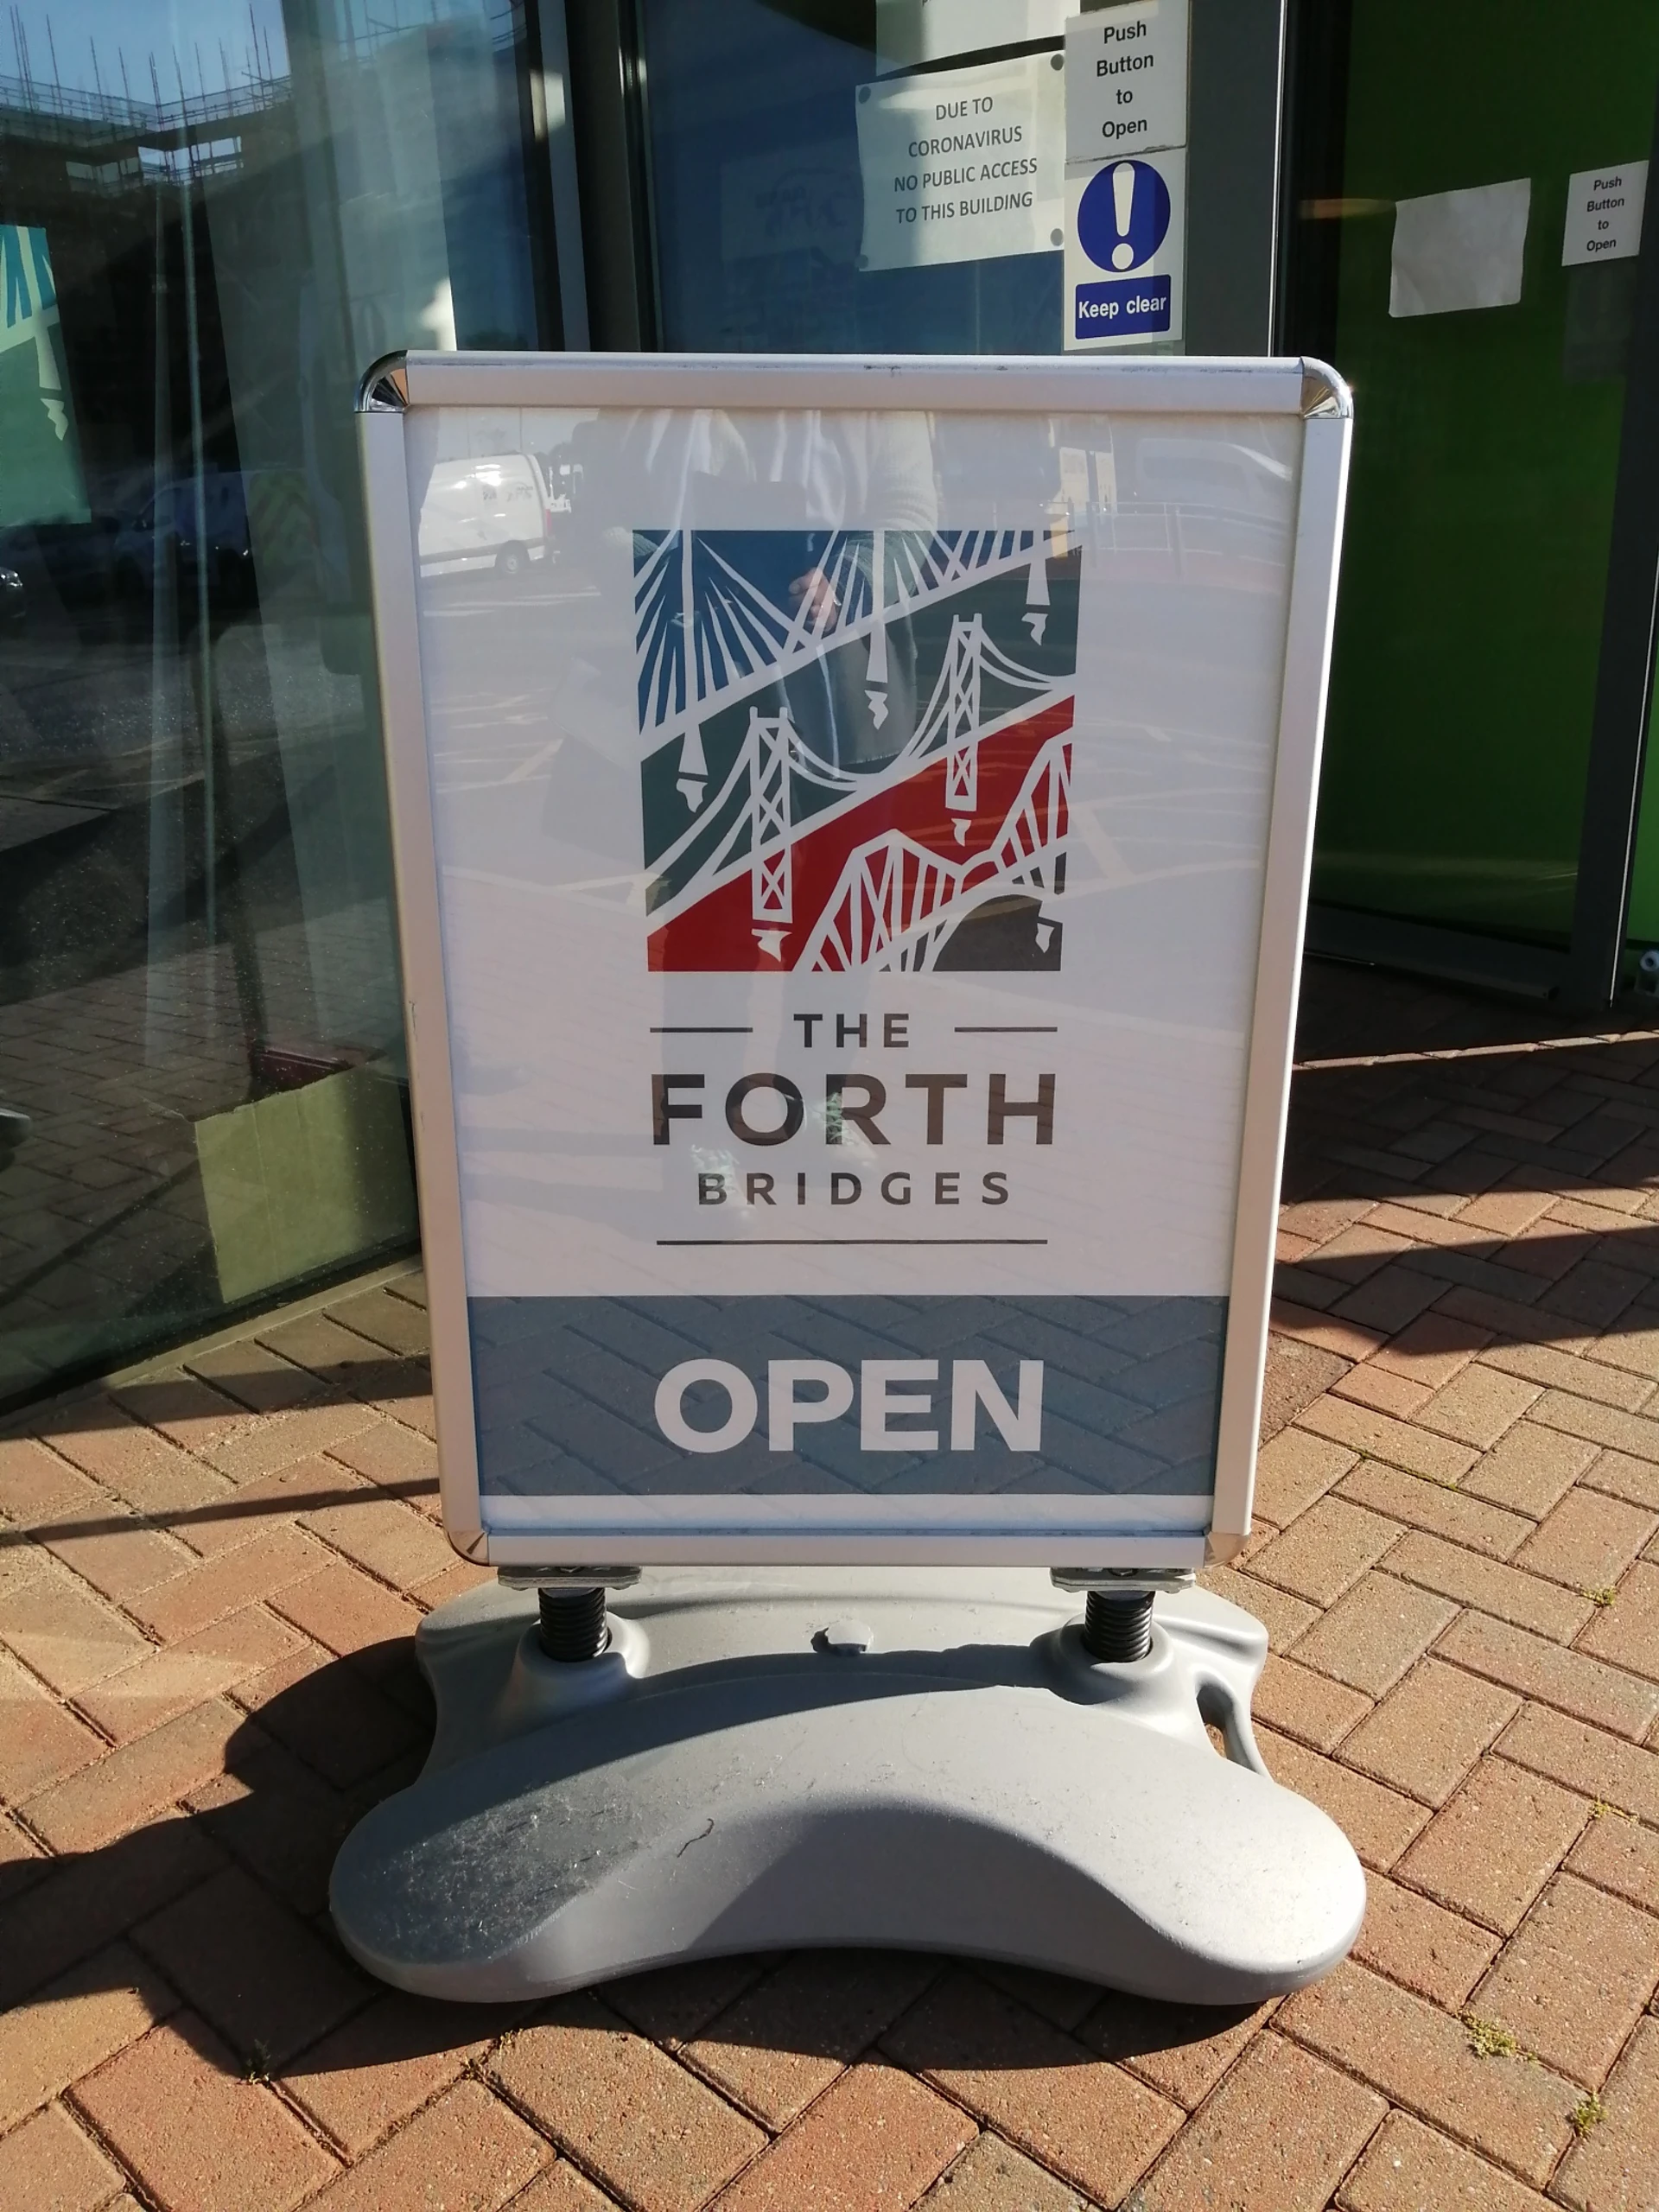 Push
Button
to
Open
DUE TO
CORONAVIRUS
NO PUBLIC ACCESS
TO THIS BUILDING
Keep clear
Push
Button
to
Open
THE
FORTH
BRIDGES
OPEN